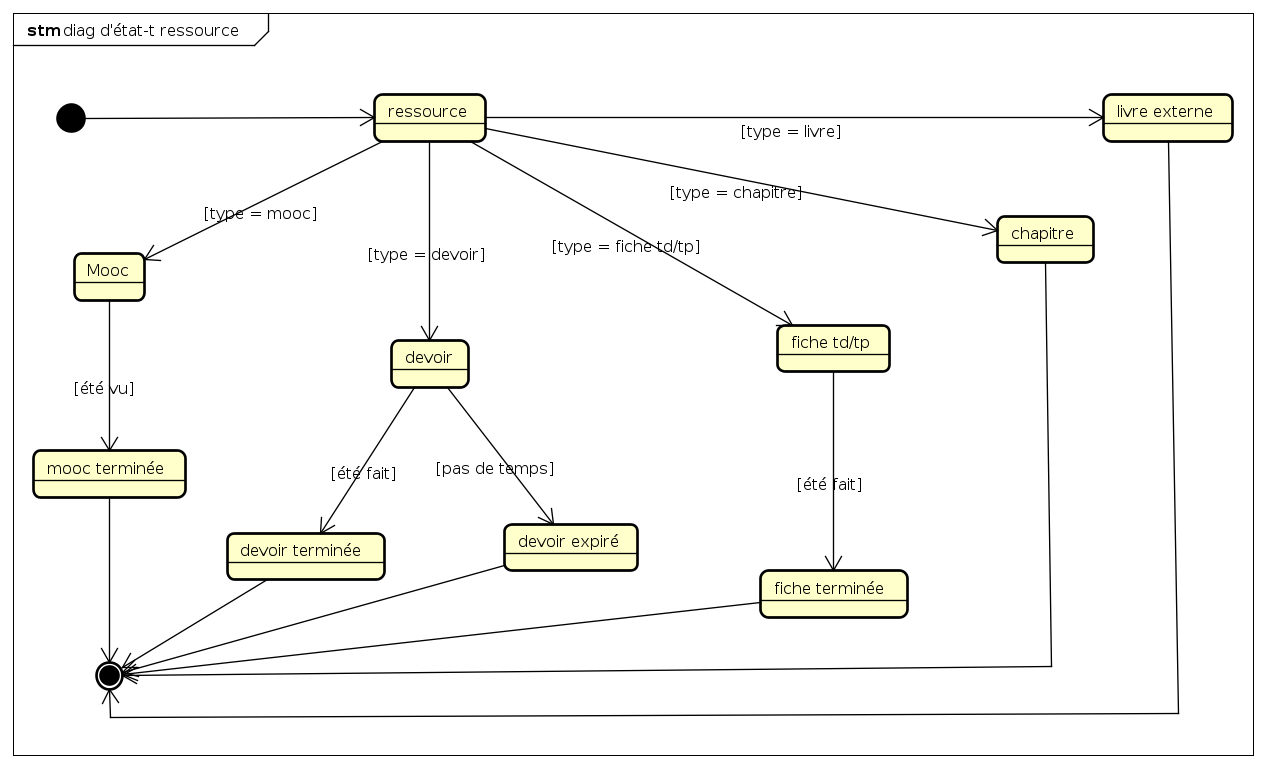 stm diag d'état-t ressource
ressource
livre externe
[type = livre]
[type = chapitre]
[type = mooc]
chapitre
[type = fiche td/tp]
[type = devoir]
Mooc
fiche td/tp
devoir
[été vu]
mooc terminée
[pas de temps]
[été fait]
[été fait]
devoir expiré
devoir terminée
fiche terminée